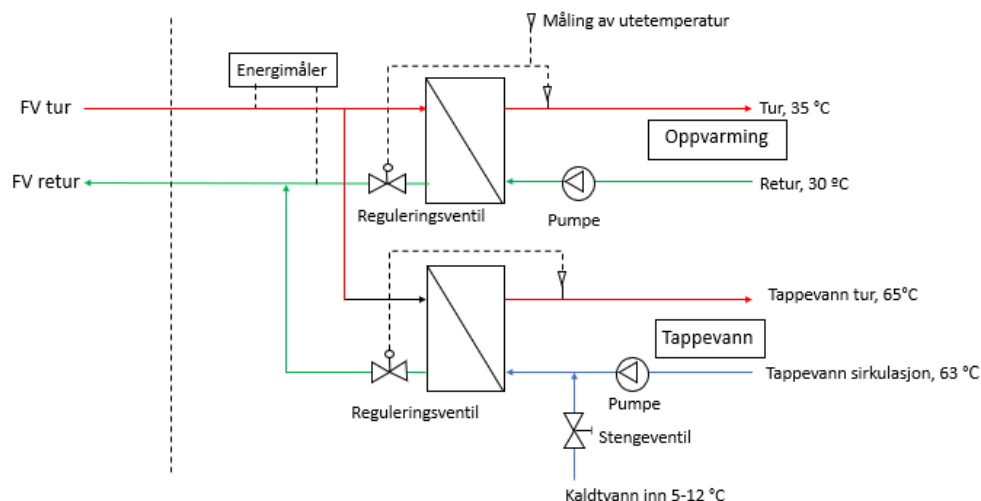 Måling av utetemperatur
Energimåler
FV tur
Tur, 35 °C
Oppvarming
FV retur
Retur, 30 ºC
Reguleringsventil
Pumpe
Tappevann tur, 65°C
Tappevann
Tappevann sirkulasjon, 63 °C
Reguleringsventil
Pumpe
Stengeventil
Kaldtvann inn 5-12 °C